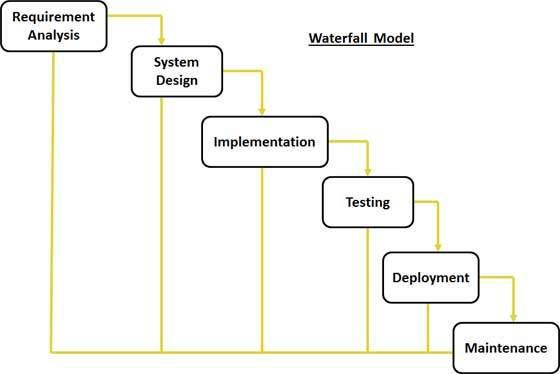 Requirement
Analysis
Waterfall Model
System
Design
Implementation
Testing
Deployment
Maintenance